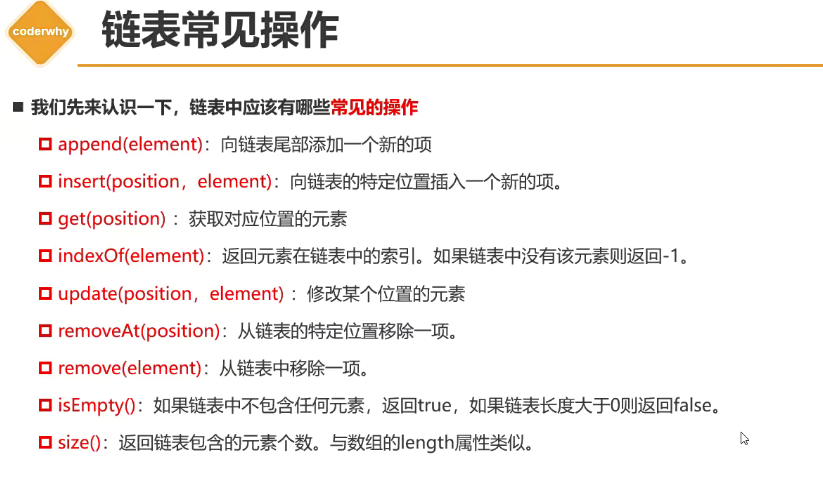 coderwhy
链表常见操作
我们先来认识一下，链表中应该有哪些常见的操作
append(element)：向链表尾部添加一个新的项
insert(position，element)：向链表的特定位置插入一个新的项。
get(position) ：获取对应位置的元素
indexOf(element)：返回元素在链表中的索引。如果链表中没有该元素则返回-1。
update(position，element) ：修改某个位置的元素
removeAt(position)：从链表的特定位置移除一项。
remove(element)：从链表中移除一项。
isEmpty()：如果链表中不包含任何元素，返回true，如果链表长度大于0则返回false。
size()：返回链表包含的元素个数。与数组的length属性类似。